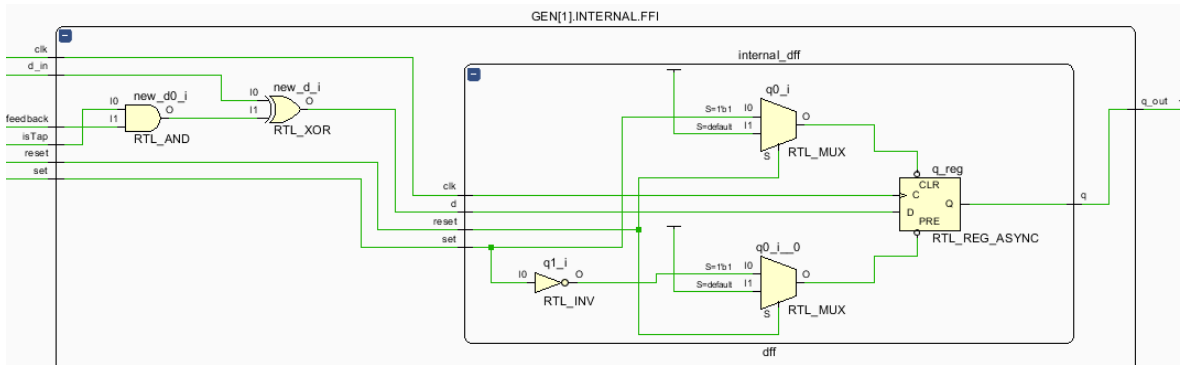 GEN[1].INTERNAL.FFI
clk
d_in
feedback
isTap
reset
set
new_d0_i
I0
I1
O
RTL_AND
new_d_i
I0
I1
O
RTL_XOR
internal_dff
q0_i
S=1'b1
I0
S=default
I1
O
S
RTL_MUX
clk
d
reset
set
q_reg
CLR
C
D
Q
PRE
RTL_REG_ASYNC
q
q_out
q1_i
I0
O
RTL_INV
q0_i__0
S=1'b1
I0
S=default
I1
O
S
RTL_MUX
dff